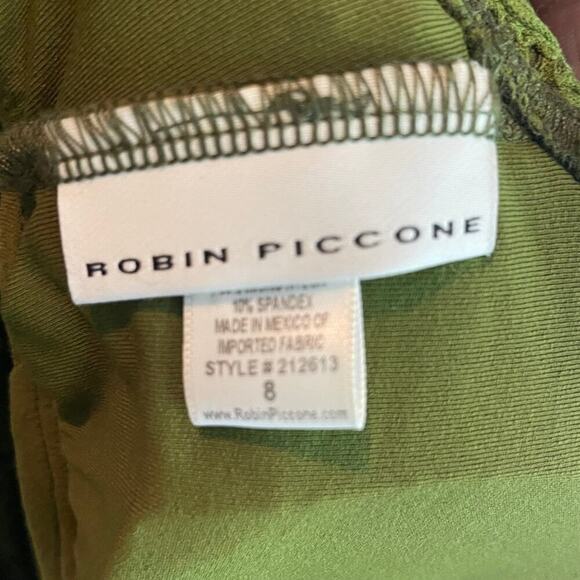 ROBIN PICCONE
10% SPANDEX
MADE IN MEXICO OF
IMPORTED FABRIC
STYLE # 212613
8
www.RobinPiccone.com